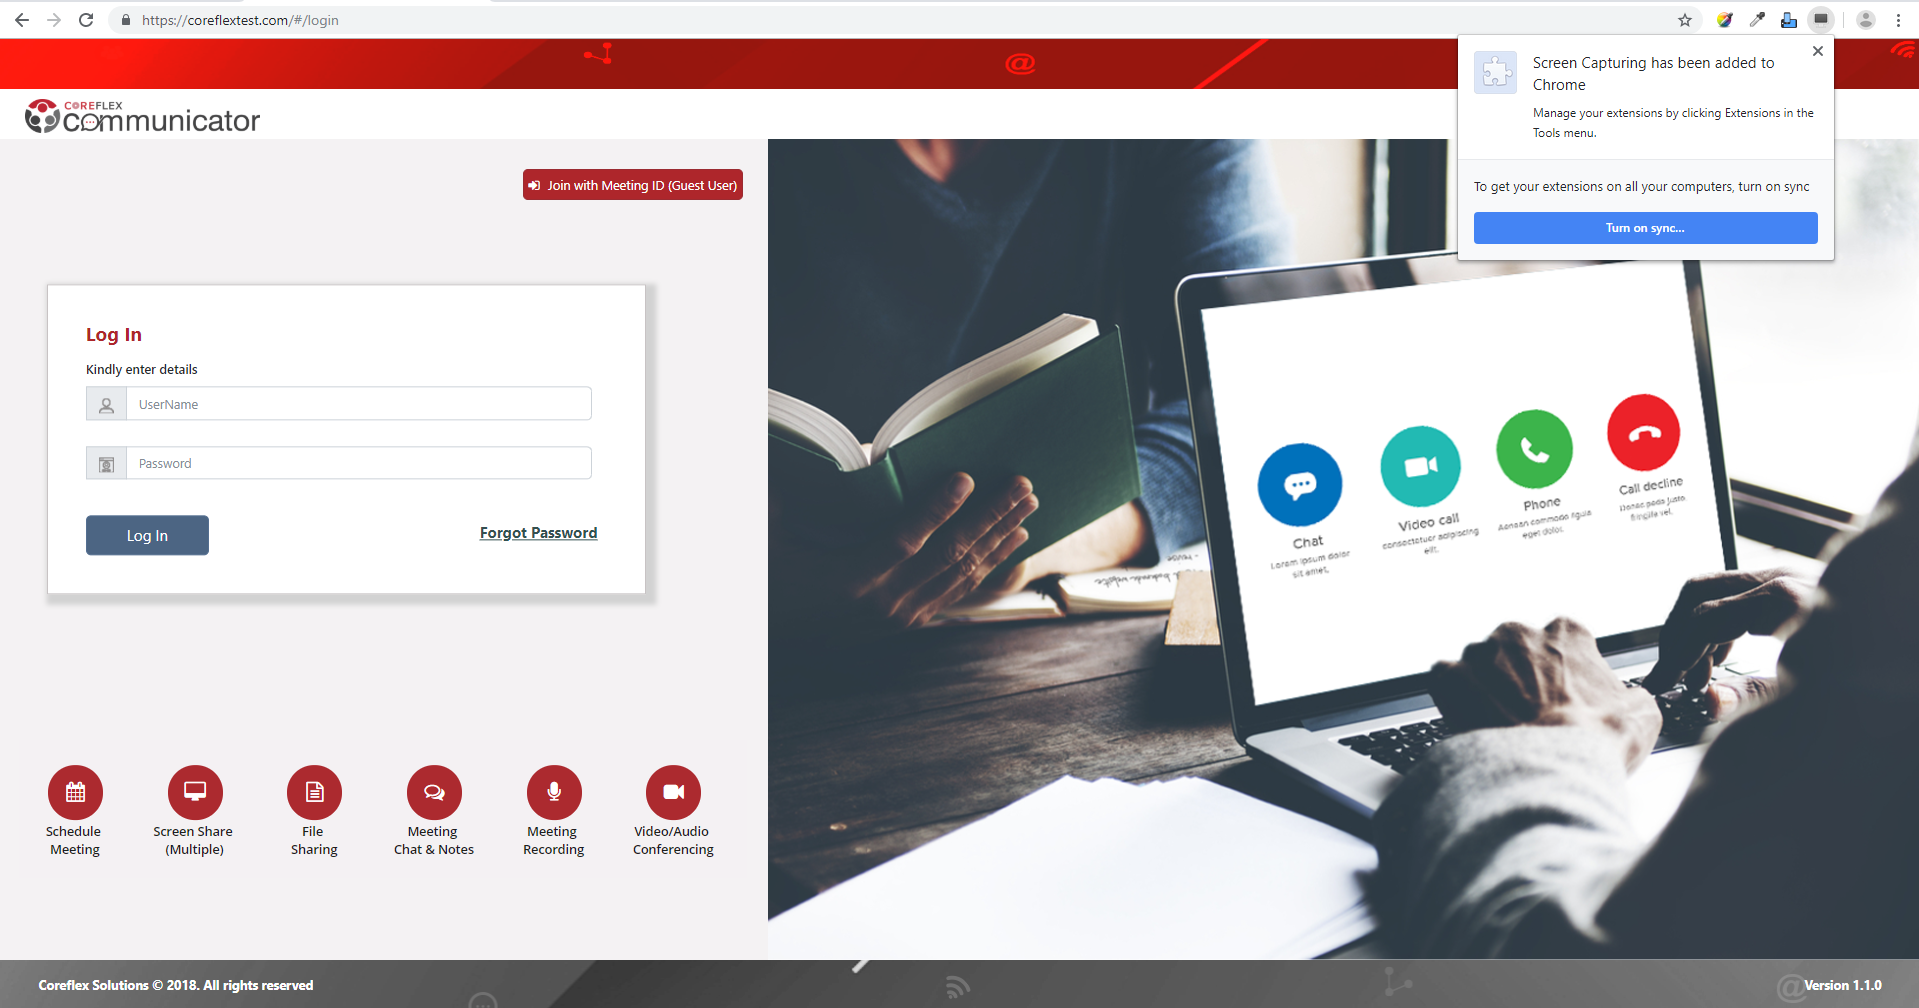 https://coreflextest.com/#/login
Screen Capturing has been added to
Chrome
Manage your extensions by clicking Extensions in the
Tools menu.
To get your extensions on all your computers, turn on sync
Turn on sync...
COREFLEX
communicator
Join with Meeting ID (Guest User)
Log In
Kindly enter details
UserName
Password
Log In
Forgot Password
Chat
Lorem ipsum dolor
sit amet.
Video call
consectetuer adipiscing
elit.
Phone
Aenean commodo ligula
eget dolor.
Call decline
Donec pede justo,
fringilla vel.
Schedule
Meeting
Screen Share
(Multiple)
File
Sharing
Meeting
Chat & Notes
Meeting
Recording
Video/Audio
Conferencing
Coreflex Solutions © 2018. All rights reserved
Version 1.1.0